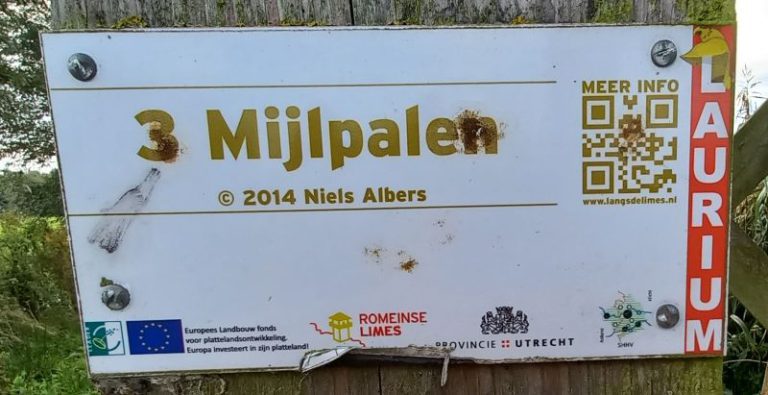 3 Mijlpalen
© 2014 Niels Albers
MEER INFO
www.langsdelimes.nl
LAURIUM
Europees Landbouw fonds
voor plattelandsontwikkeling.
Europa investeert in zijn platteland!
ROMEINSE
LIMES
PROVINCIE UTRECHT
SHHV